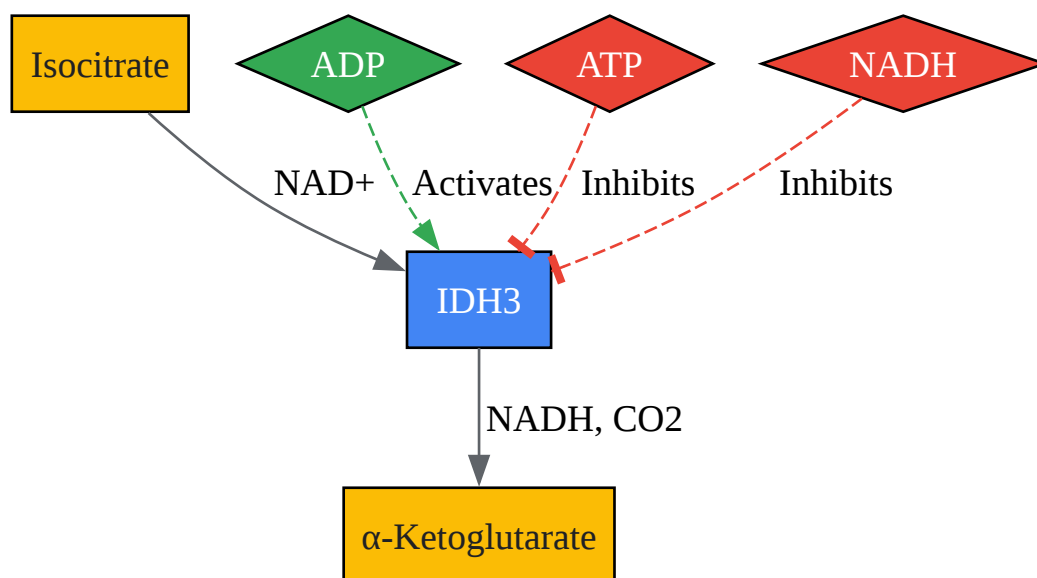 Isocitrate
ADP
ATP
NADH
NAD+
Activates
Inhibits
Inhibits
IDH3
NADH, CO2
α-Ketoglutarate